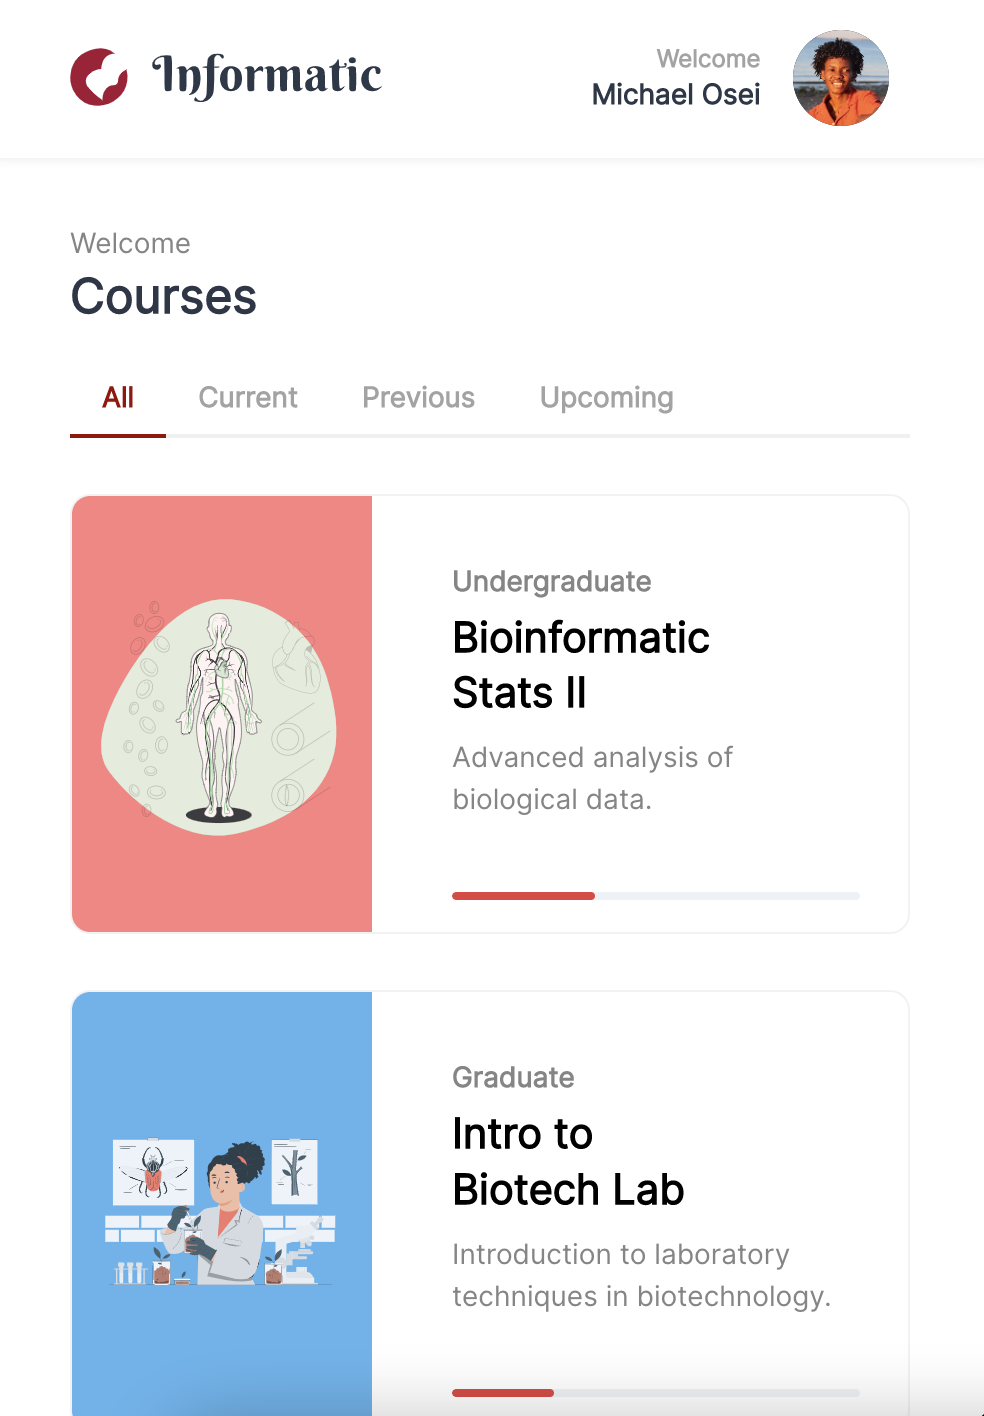 Informatic
Welcome
Michael Osei
Welcome
Courses
All Current Previous Upcoming
Undergraduate
Bioinformatic
Stats II
Advanced analysis of
biological data.
Graduate
Intro to
Biotech Lab
Introduction to laboratory
techniques in biotechnology.